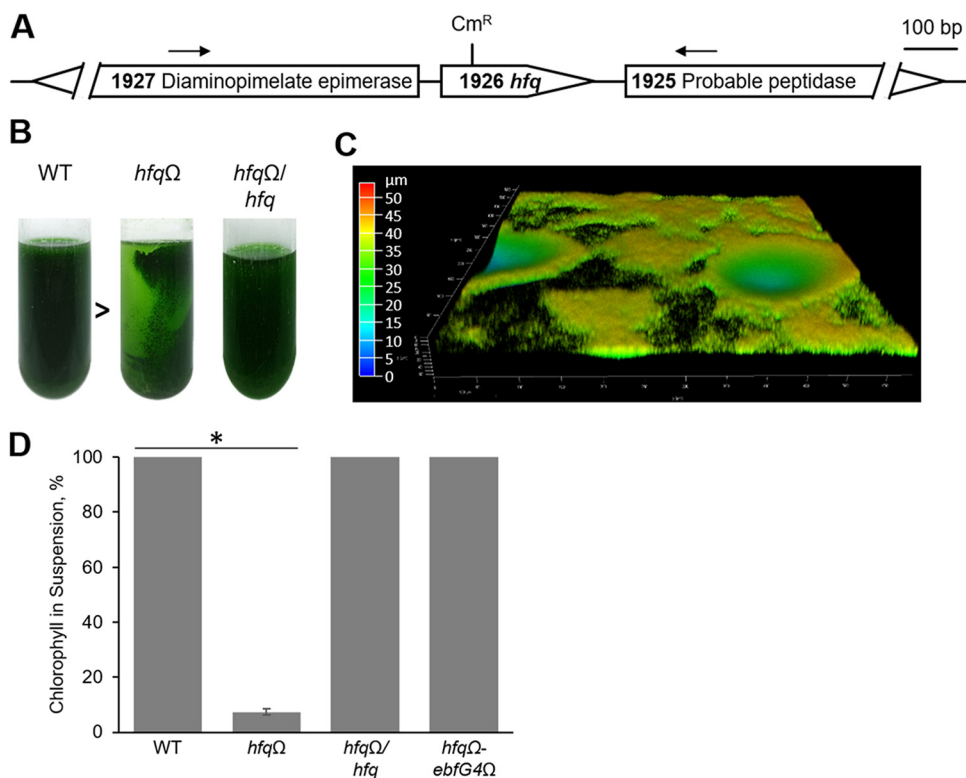 A
CmR
100 bp
1927 Diaminopimelate epimerase
1926 hfq
1925 Probable peptidase
B
WT
hfqΩ
hfqΩ/
hfq
>
C
µm
50
45
40
35
30
25
20
15
10
5
0
D
*
Chlorophyll in Suspension, %
100
80
60
40
20
0
WT
hfqΩ
hfqΩ/
hfq
hfqΩ-
ebfG4Ω